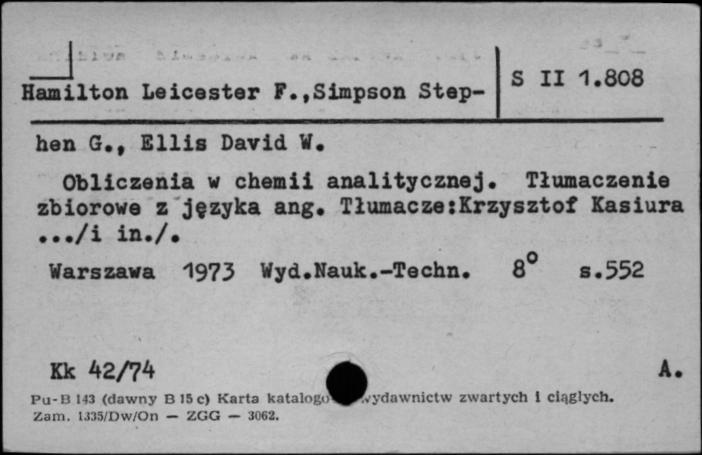 Hamilton Leicester F.,Simpson Step-
S II 1.808
hen G., Ellis David W.
Obliczenia w chemii analitycznej. Tłumaczenie
zbiorowe z języka ang. Tłumacze:Krzysztof Kasiura
.../i in./.
Warszawa 1973 Wyd.Nauk.-Techn. 8° s.552
Kk 42/74
A.
Pu-B 143 (dawny B 15 c) Karta katalogo wydawnictw zwartych i ciągłych.
Zam. 1335/Dw/On — ZGG — 3062.